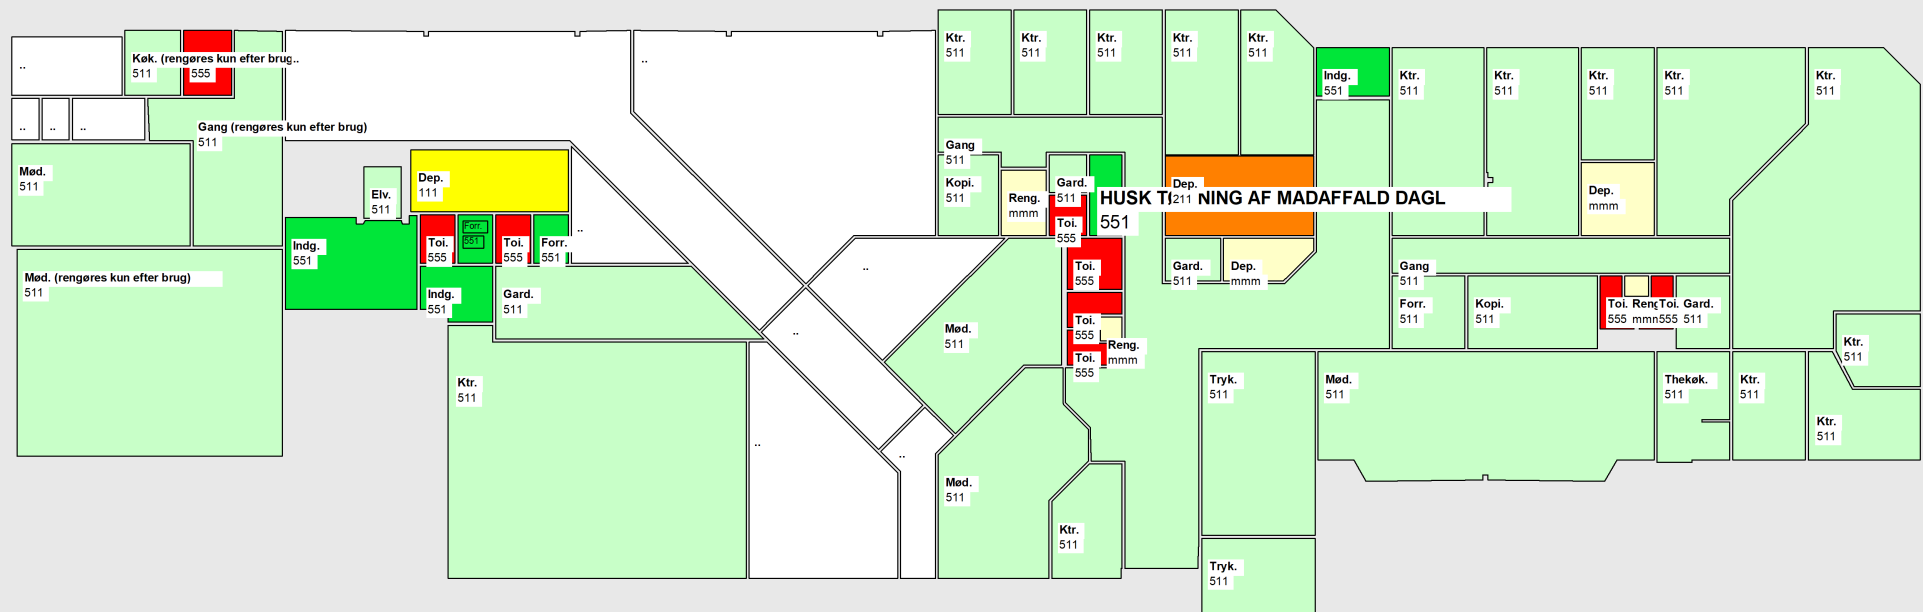 ..
Køk. (rengøres kun efter brug
511
555
..
..
..
..
..
Gang (rengøres kun efter brug)
511
Mød.
511
Mød. (rengøres kun efter brug)
511
Elv.
511
Dep.
111
Indg.
551
Toi.
555
Forr.
551
Toi.
555
Forr.
551
..
Indg.
551
Gard.
511
Ktr.
511
..
..
..
..
..
Ktr.
511
Ktr.
511
Ktr.
511
Ktr.
511
Ktr.
511
Gang
511
Kopi.
511
Reng.
mmm
Gard.
511
Toi.
555
HUSK T NING AF MADAFFALD DAGL
551
Dep.
211
Toi.
555
Gard.
511
Dep.
mmm
Toi.
555
Reng.
mmm
Toi.
555
Mød.
511
Mød.
511
Ktr.
511
Indg.
551
Ktr.
511
Ktr.
511
Ktr.
511
Ktr.
511
Ktr.
511
Dep.
mmm
Gang
511
Forr.
511
Kopi.
511
Toi.
555
Reng
mmm
Toi.
555
Gard.
511
Ktr.
511
Tryk.
511
Mød.
511
Thekøk.
511
Ktr.
511
Ktr.
511
Tryk.
511